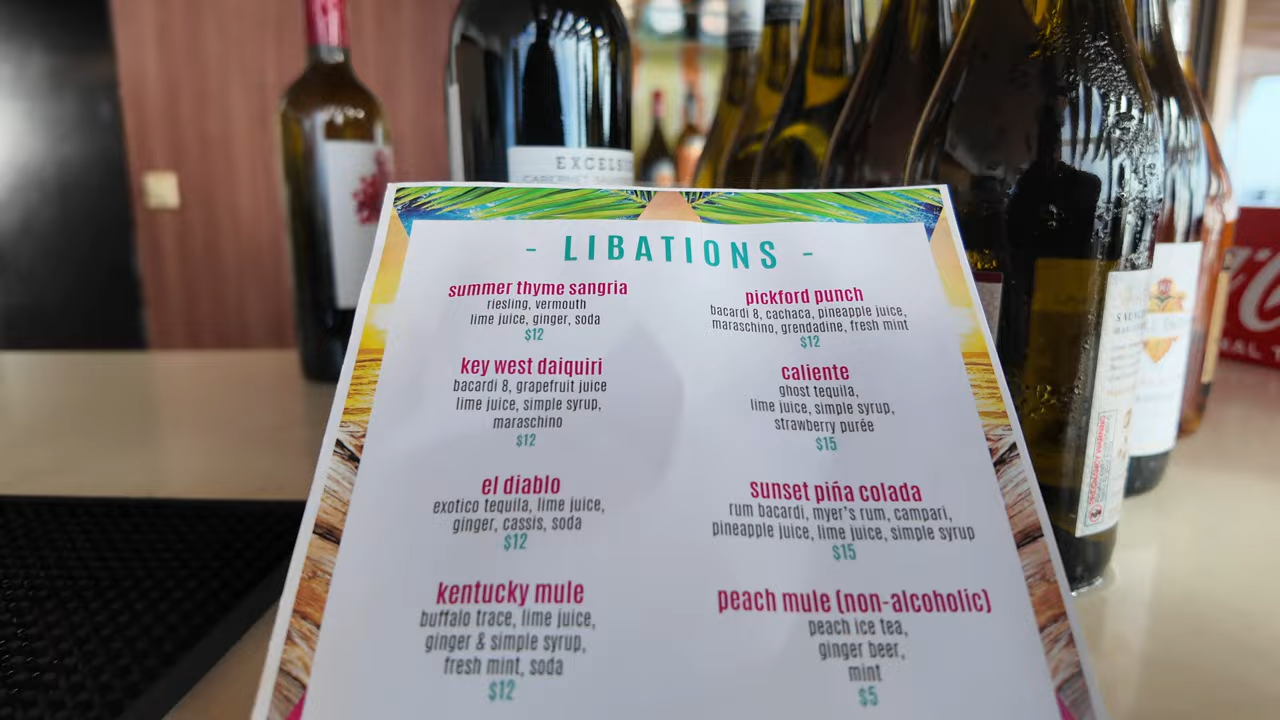 - LIBATIONS -
summer thyme sangria
riesling, vermouth
lime juice, ginger, soda
$12
key west daiquiri
bacardi 8, grapefruit juice
lime juice, simple syrup,
maraschino
$12
el diablo
exotico tequila, lime juice,
ginger, cassis, soda
$12
kentucky mule
buffalo trace, lime juice,
ginger & simple syrup,
fresh mint, soda
$12
pickford punch
bacardi 8, cachaca, pineapple juice,
maraschino, grendadine, fresh mint
$12
caliente
ghost tequila,
lime juice, simple syrup,
strawberry purée
$15
sunset piña colada
rum bacardi, myer's rum, campari,
pineapple juice, lime juice, simple syrup
$15
peach mule (non-alcoholic)
peach ice tea,
ginger beer,
mint
$5